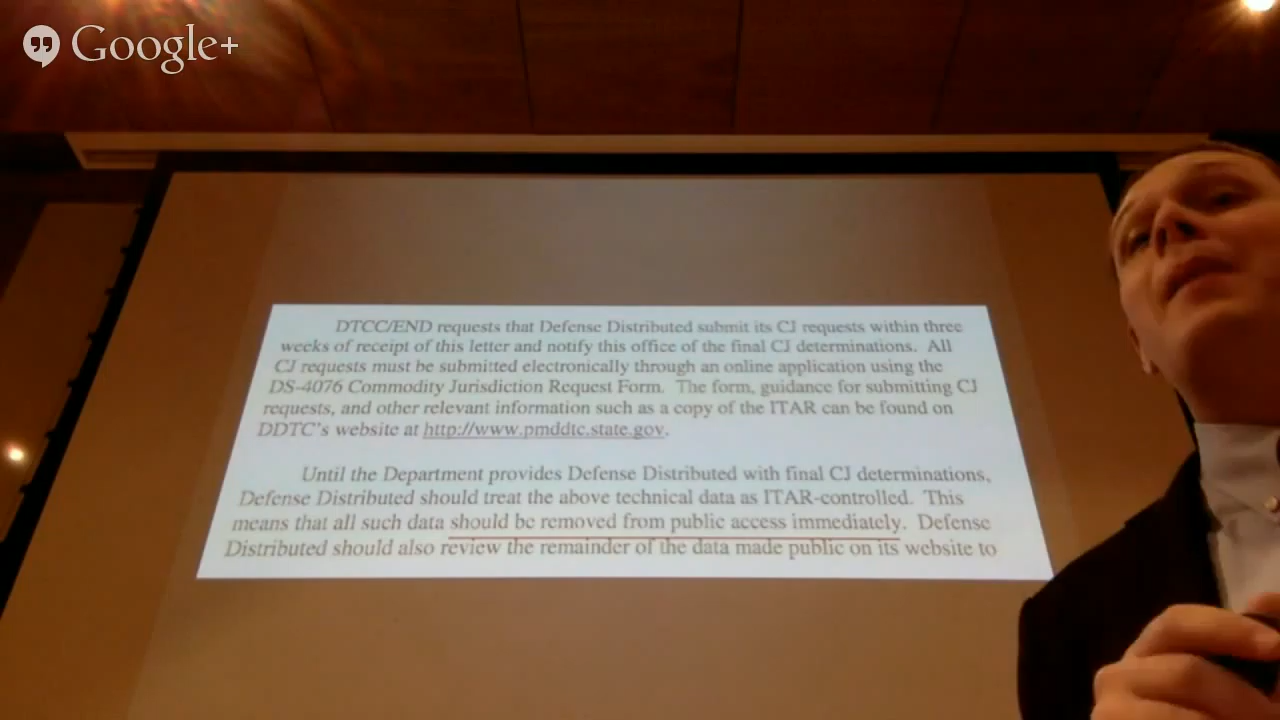 Google+
DTCC/END requests that Defense Distributed submit its CJ requests within three
weeks of receipt of this letter and notify this office of the final CJ determinations. All
CJ requests must be submitted electronically through an online application using the
DS-4076 Commodity Jurisdiction Request Form. The form, guidance for submitting CJ
requests, and other relevant information such as a copy of the ITAR can be found on
DDTC's website at http://www.pmddtc.state.gov.
Until the Department provides Defense Distributed with final CJ determinations,
Defense Distributed should treat the above technical data as ITAR-controlled. This
means that all such data should be removed from public access immediately. Defense
Distributed should also review the remainder of the data made public on its website to